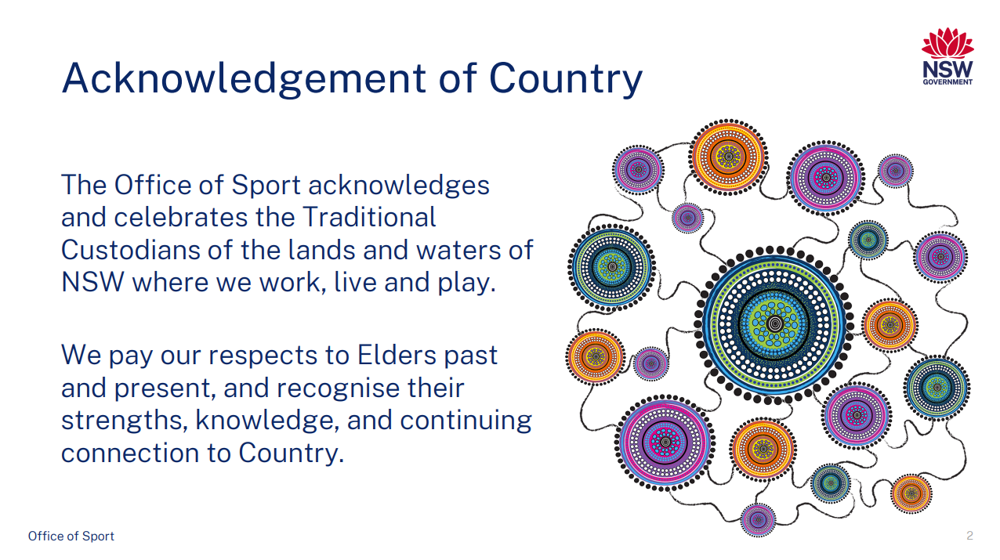 Acknowledgement of Country
NSW
GOVERNMENT
The Office of Sport acknowledges
and celebrates the Traditional
Custodians of the lands and waters of
NSW where we work, live and play.
We pay our respects to Elders past
and present, and recognise their
strengths, knowledge, and continuing
connection to Country.
Office of Sport
2